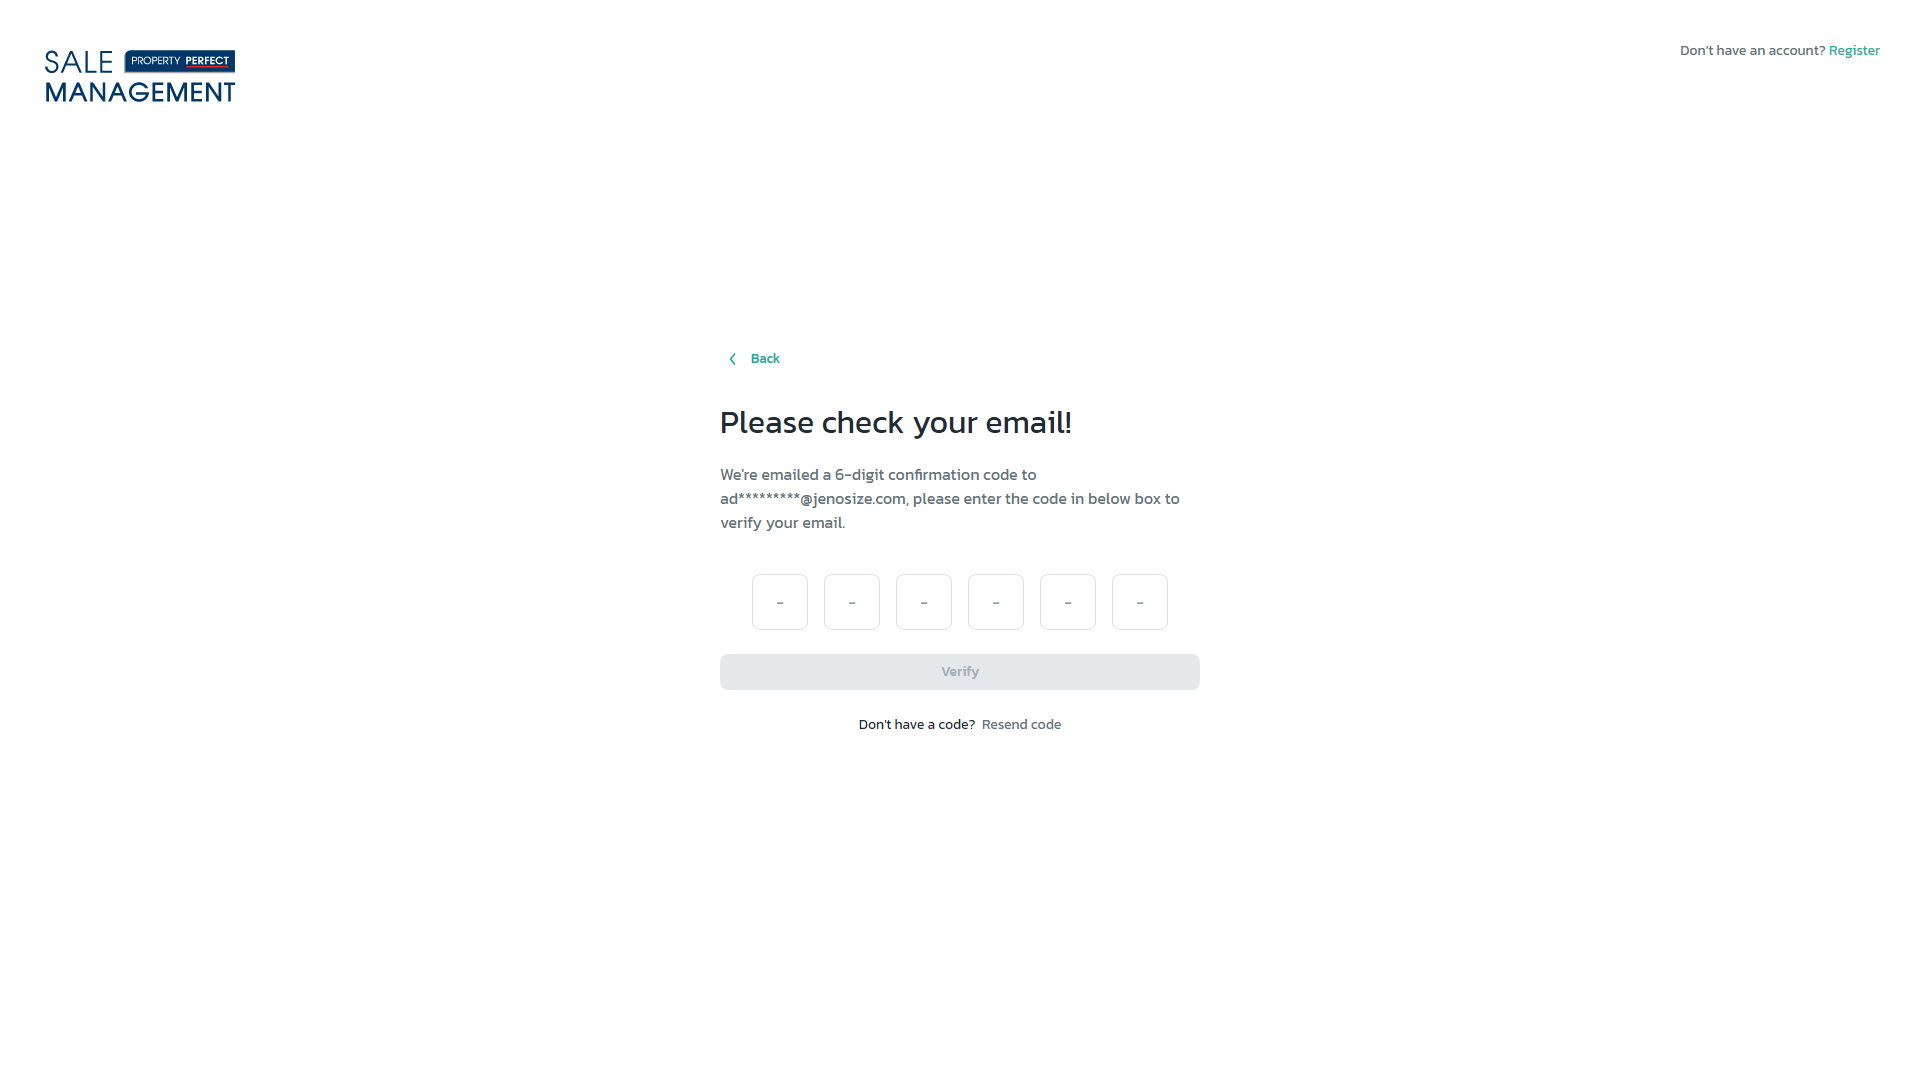 SALE PROPERTY PERFECT
MANAGEMENT
Don't have an account? Register
Back
Please check your email!
We're emailed a 6-digit confirmation code to
ad*********@jenosize.com, please enter the code in below box to
verify your email.
- - - - - -
Verify
Don't have a code? Resend code